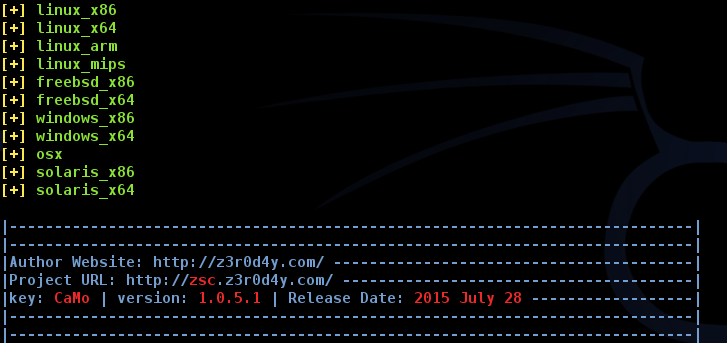 [+] linux_x86
[+] linux_x64
[+] linux_arm
[+] linux_mips
[+] freebsd_x86
[+] freebsd_x64
[+] windows_x86
[+] windows_x64
[+] osx
[+] solaris_x86
[+] solaris_x64
|----------------------------------------------------------------------------|
|----------------------------------------------------------------------------|
|Author Website: http://z3r0d4y.com/ ----------------------------------------|
|Project URL: http://zsc.z3r0d4y.com/ ---------------------------------------|
|key: CaMo | version: 1.0.5.1 | Release Date: 2015 July 28 ------------------|
|----------------------------------------------------------------------------|
|----------------------------------------------------------------------------|